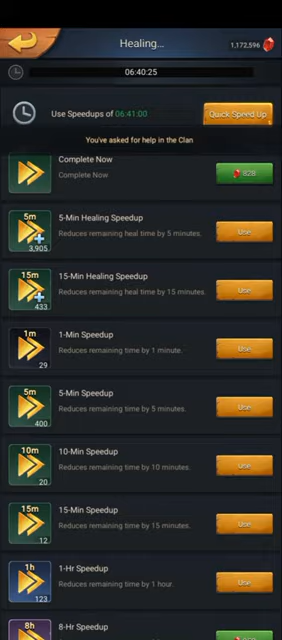 Healing...
1,172,596
06:40:25
Use Speedups of 06:41:00
Quick Speed Up
You've asked for help in the Clan
Complete Now
Complete Now
828
5m
3,905
5-Min Healing Speedup
Reduces remaining heal time by 5 minutes.
Use
15m
433
15-Min Healing Speedup
Reduces remaining heal time by 15 minutes.
Use
1m
29
1-Min Speedup
Reduces remaining time by 1 minute.
Use
5m
400
5-Min Speedup
Reduces remaining time by 5 minutes.
Use
10m
20
10-Min Speedup
Reduces remaining time by 10 minutes.
Use
15m
12
15-Min Speedup
Reduces remaining time by 15 minutes.
Use
1h
123
1-Hr Speedup
Reduces remaining time by 1 hour.
Use
8h
8-Hr Speedup